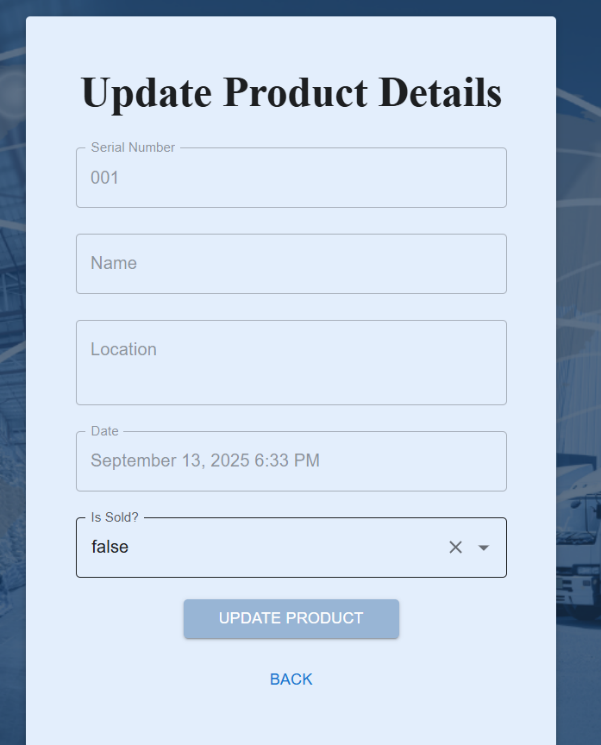 Update Product Details
Serial Number
001
Name
Location
Date
September 13, 2025 6:33 PM
Is Sold?
false
UPDATE PRODUCT
BACK